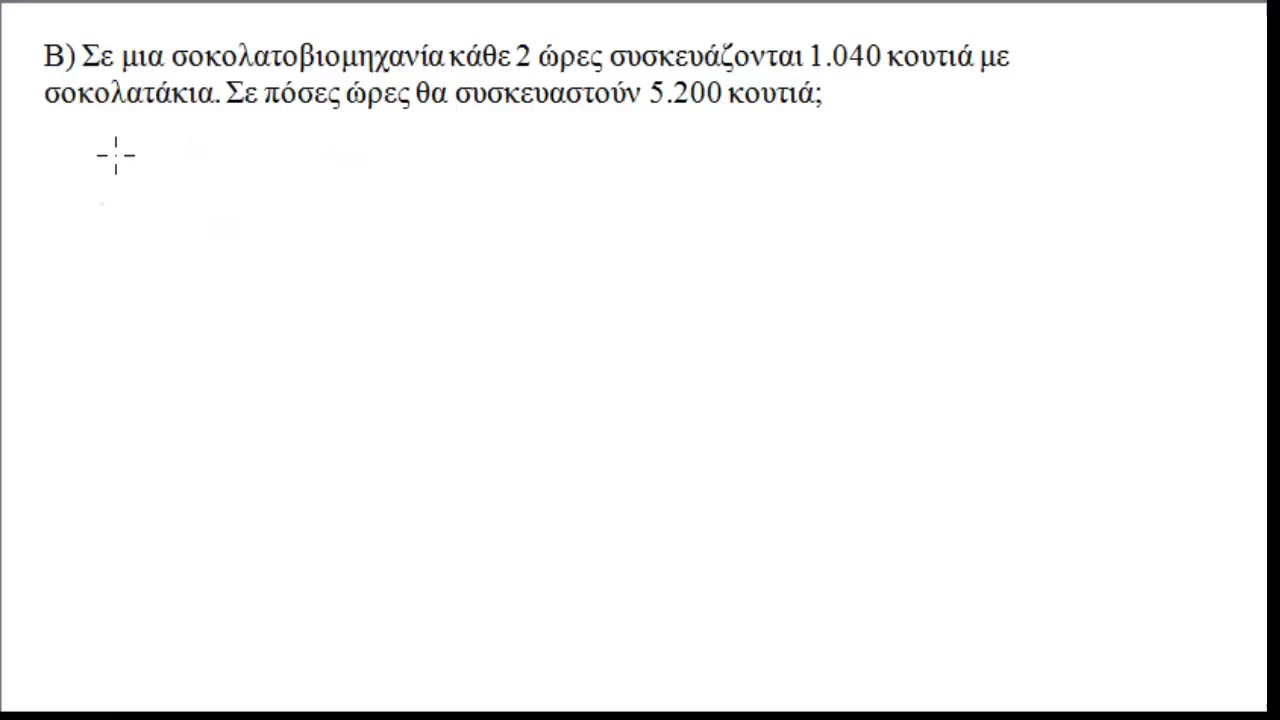 Β) Σε μια σοκολατοβιομηχανία κάθε 2 ώρες συσκευάζονται 1.040 κουτιά με
σοκολατάκια. Σε πόσες ώρες θα συσκευαστούν 5.200 κουτιά;